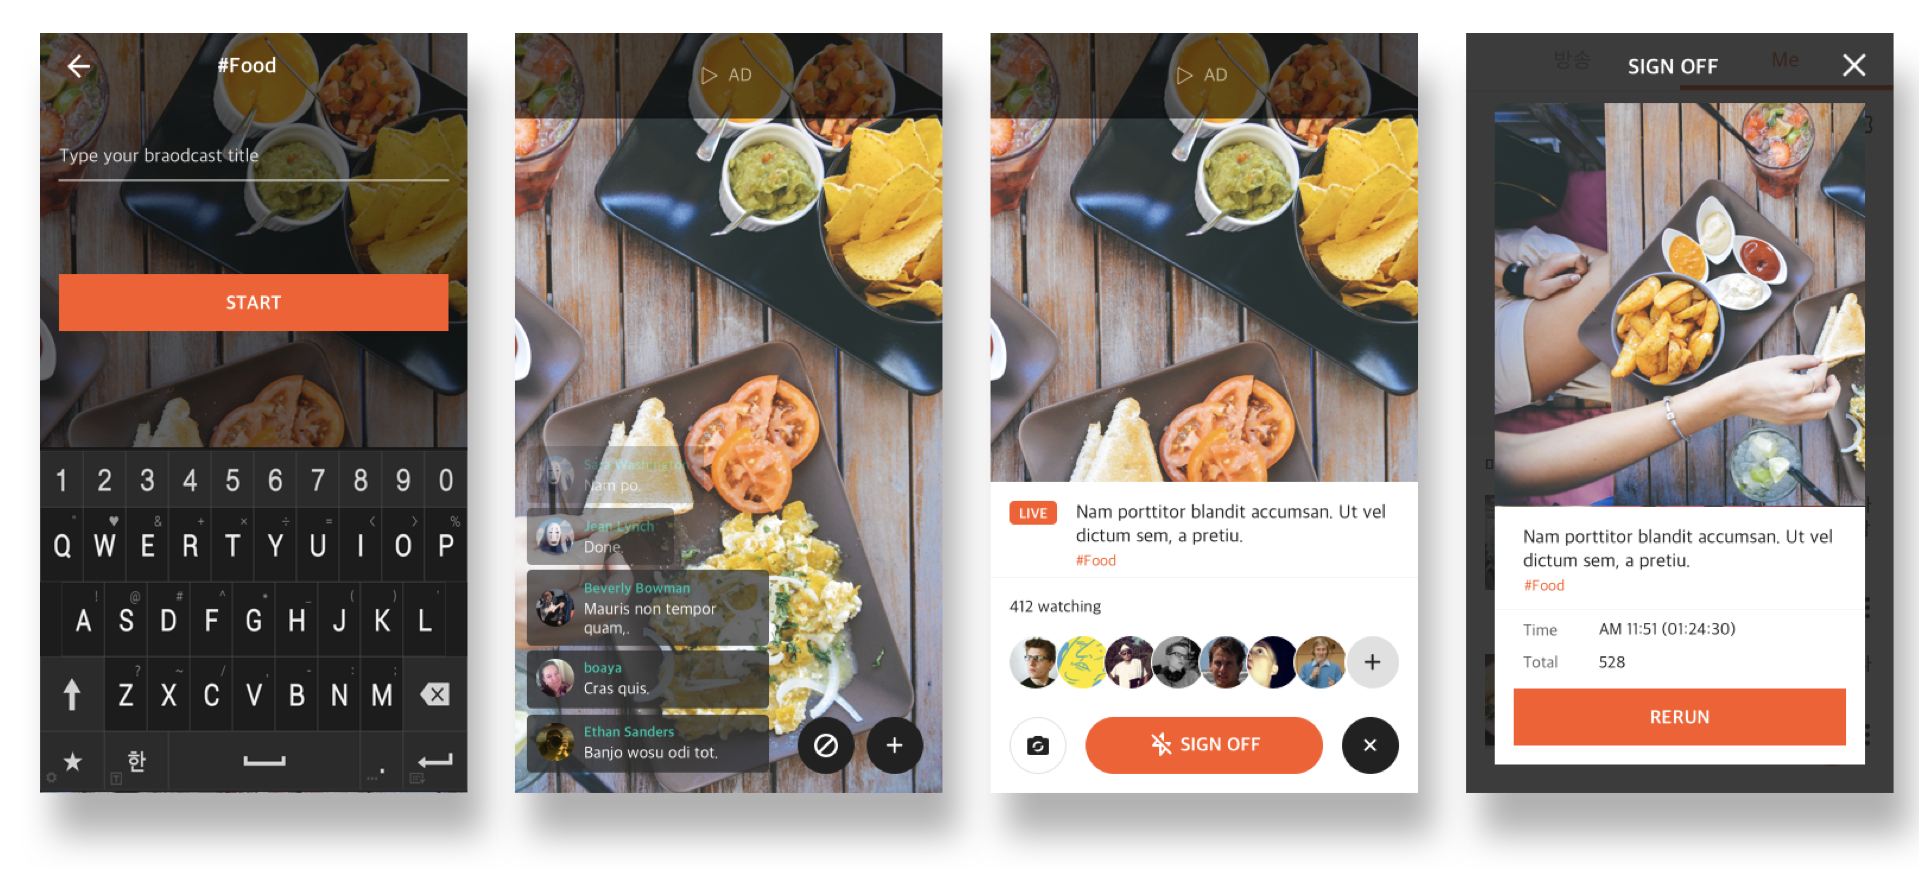 #Food
Type your braodcast title
START
1 2 3 4 5 6 7 8 9 0
" ♥ & + × ÷ = < > %
Q W E R T Y U I O P
! @ # ^ * _ ( ) '
A S D F G H J K L
? ~ / , - : ;
Z X C V B N M
★ 한 ... .
▷ AD
Sara Washington
Nam po.
Jean Lynch
Done.
Beverly Bowman
Mauris non tempor
quam,.
boaya
Cras quis.
Ethan Sanders
Banjo wosu odi tot.
▷ AD
LIVE
Nam porttitor blandit accumsan. Ut vel
dictum sem, a pretiu.
#Food
412 watching
SIGN OFF
방송 SIGN OFF Me
Nam porttitor blandit accumsan. Ut vel
dictum sem, a pretiu.
#Food
Time AM 11:51 (01:24:30)
Total 528
RERUN